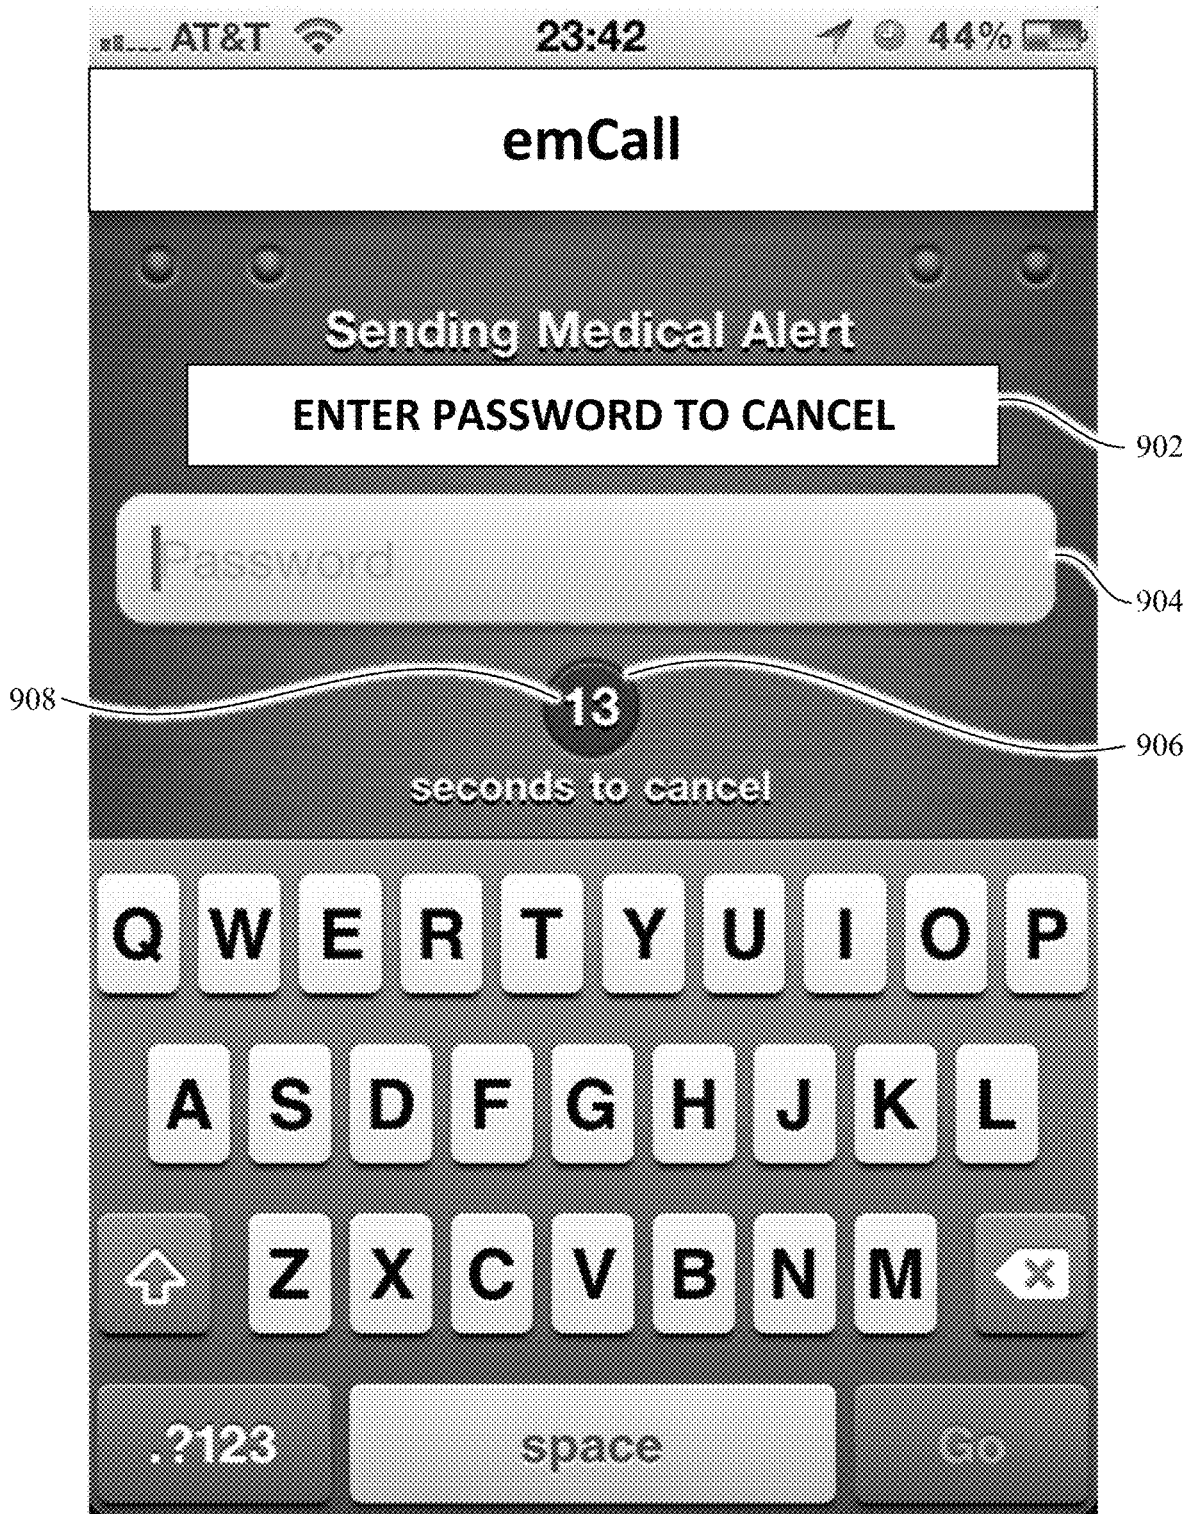 AT&T 23:42 44%
emCall
Sending Medical Alert
ENTER PASSWORD TO CANCEL
902
Password
904
908
13
906
seconds to cancel
Q W E R T Y U I O P
A S D F G H J K L
Z X C V B N M
.?123 space Go